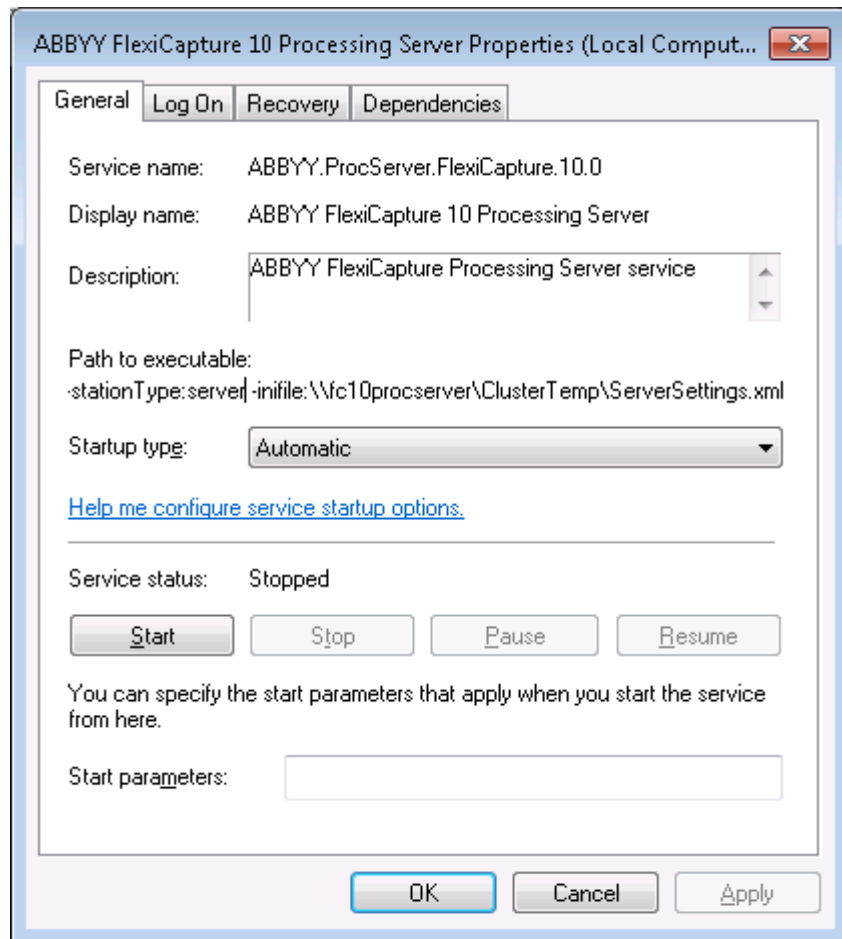 ABBYY FlexiCapture 10 Processing Server Properties (Local Comput...
General Log On Recovery Dependencies
Service name: ABBYY.ProcServer.FlexiCapture.10.0
Display name: ABBYY FlexiCapture 10 Processing Server
Description: ABBYY FlexiCapture Processing Server service
Path to executable:
-stationType:server -inifile:\\fc10procserver\ClusterTemp\ServerSettings.xml
Startup type: Automatic
Help me configure service startup options.
Service status: Stopped
Start Stop Pause Resume
You can specify the start parameters that apply when you start the service
from here.
Start parameters:
OK Cancel Apply